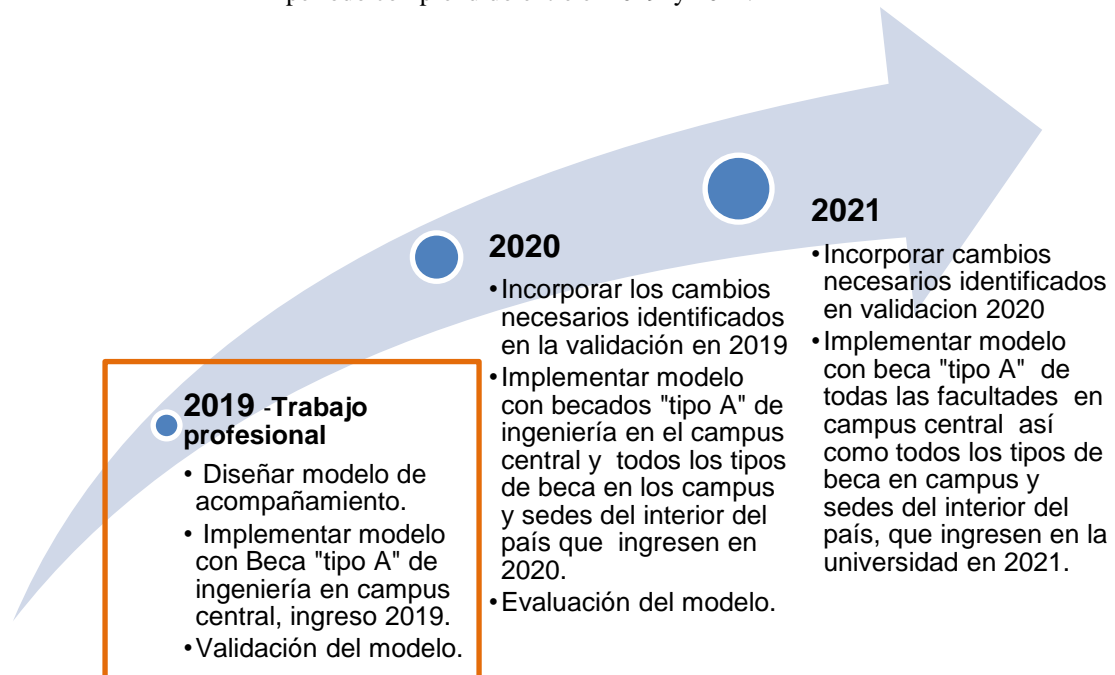 2019 -Trabajo
profesional
• Diseñar modelo de
acompañamiento.
• Implementar modelo
con Beca "tipo A" de
ingeniería en campus
central, ingreso 2019.
•Validación del modelo.
2020
•Incorporar los cambios
necesarios identificados
en la validación en 2019
•Implementar modelo
con becados "tipo A" de
ingeniería en el campus
central y todos los tipos
de beca en los campus
y sedes del interior del
país que ingresen en
2020.
•Evaluación del modelo.
2021
•Incorporar cambios
necesarios identificados
en validacion 2020
•Implementar modelo
con beca "tipo A" de
todas las facultades en
campus central así
como todos los tipos de
beca en campus y
sedes del interior del
país, que ingresen en la
universidad en 2021.